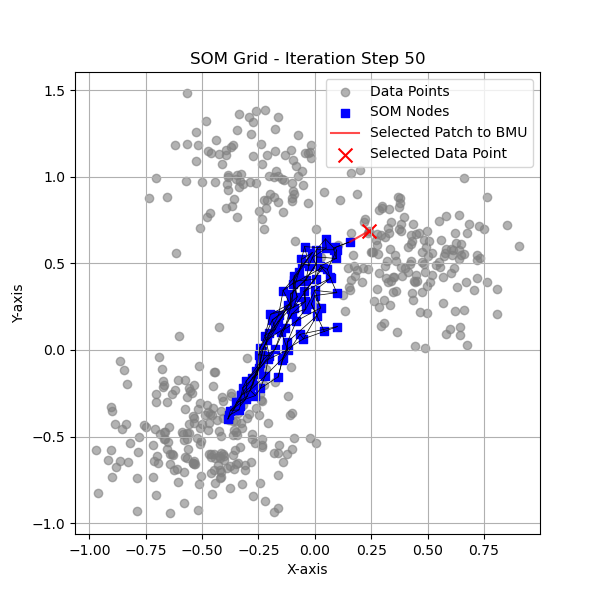 SOM Grid - Iteration Step 50
Data Points
SOM Nodes
Selected Patch to BMU
Selected Data Point
1.5
1.0
0.5
0.0
−0.5
−1.0
Y-axis
−1.00 −0.75 −0.50 −0.25 0.00 0.25 0.50 0.75
X-axis